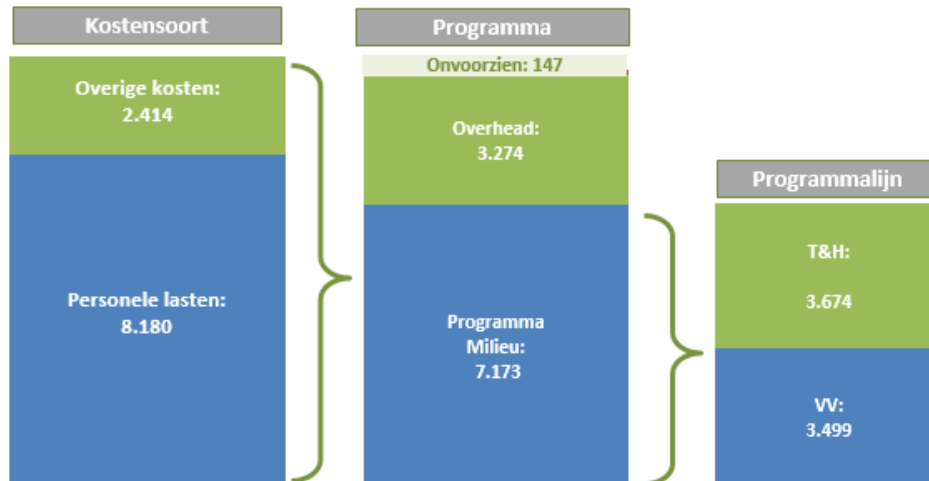 Kostensoort
Overige kosten:
2.414
Personele lasten:
8.180
Programma
Onvoorzien: 147
Overhead:
3.274
Programma
Milieu:
7.173
Programmalijn
T&H:
3.674
VV:
3.499